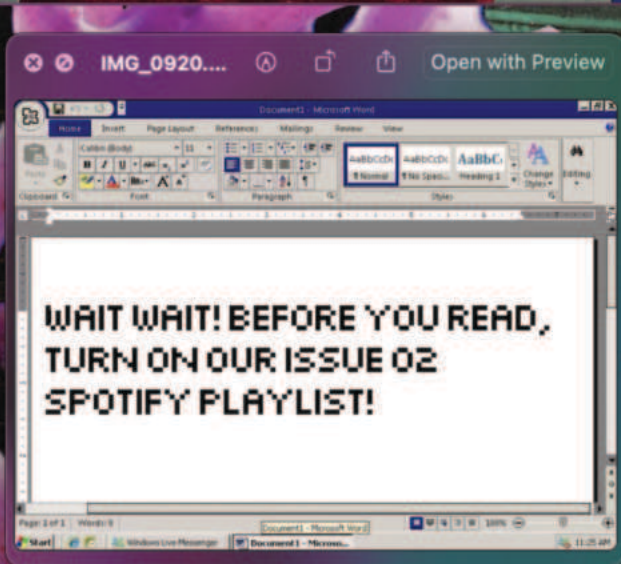 IMG_0920....
Open with Preview
Document1 - Microsoft Word
Home Insert Page Layout References Mailings Review View
Calibri (Body) 11
AaBbCcDc AaBbCcDc AaBbC
Paste
¶ Normal ¶ No Spaci... Heading 1 Change Styles Editing
Clipboard Font Paragraph Styles
WAIT WAIT! BEFORE YOU READ,
TURN ON OUR ISSUE 02
SPOTIFY PLAYLIST!
Page: 1 of 1 Words: 0
Document1 - Microsoft Word
100%
Start Windows Live Messenger Document1 - Microso... 11:25 AM